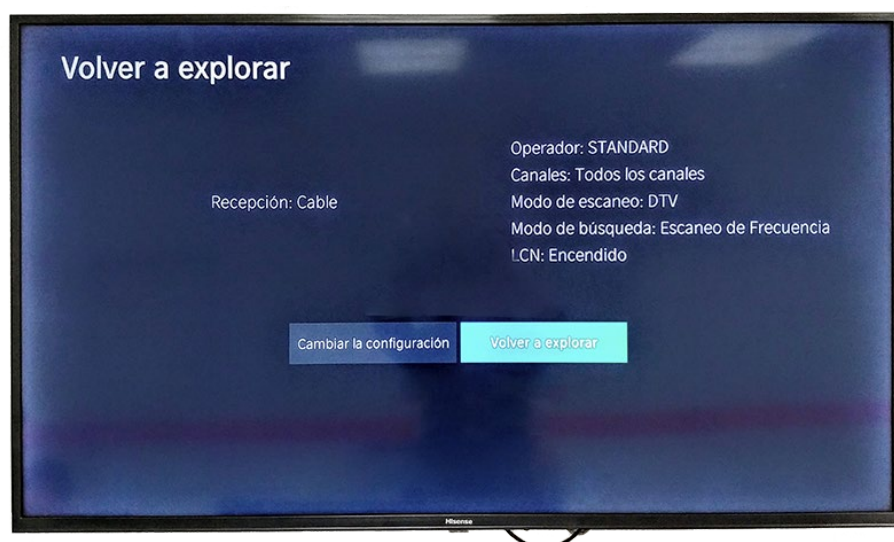 Volver a explorar
Recepción: Cable
Operador: STANDARD
Canales: Todos los canales
Modo de escaneo: DTV
Modo de búsqueda: Escaneo de Frecuencia
LCN: Encendido
Cambiar la configuración
Volver a explorar
Hisense